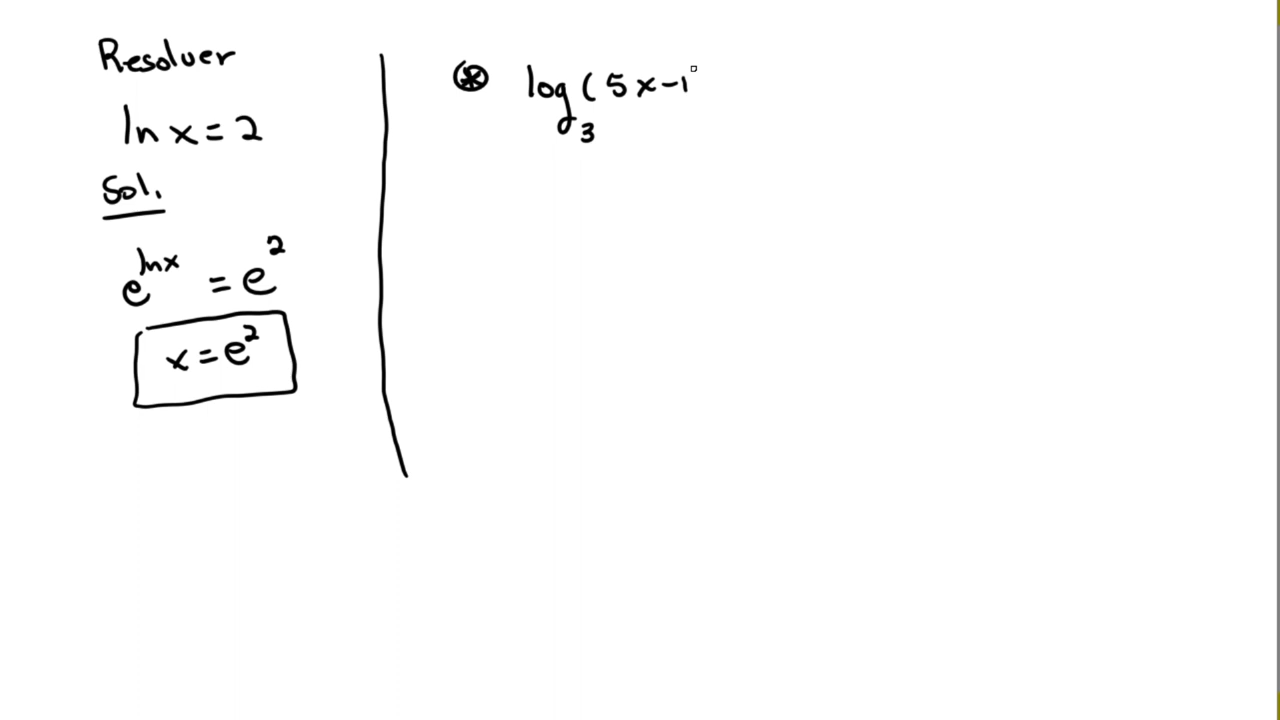 Resolver
ln x = 2
Sol.
e^{ln x} = e^2
x = e^2
⊛ log_3 (5x-1